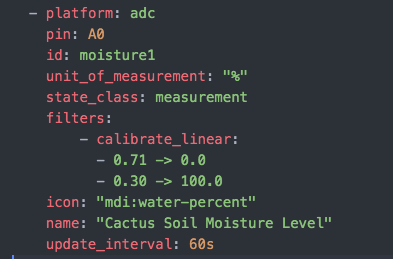 - platform: adc
pin: A0
id: moisture1
unit_of_measurement: "%"
state_class: measurement
filters:
- calibrate_linear:
- 0.71 -> 0.0
- 0.30 -> 100.0
icon: "mdi:water-percent"
name: "Cactus Soil Moisture Level"
update_interval: 60s